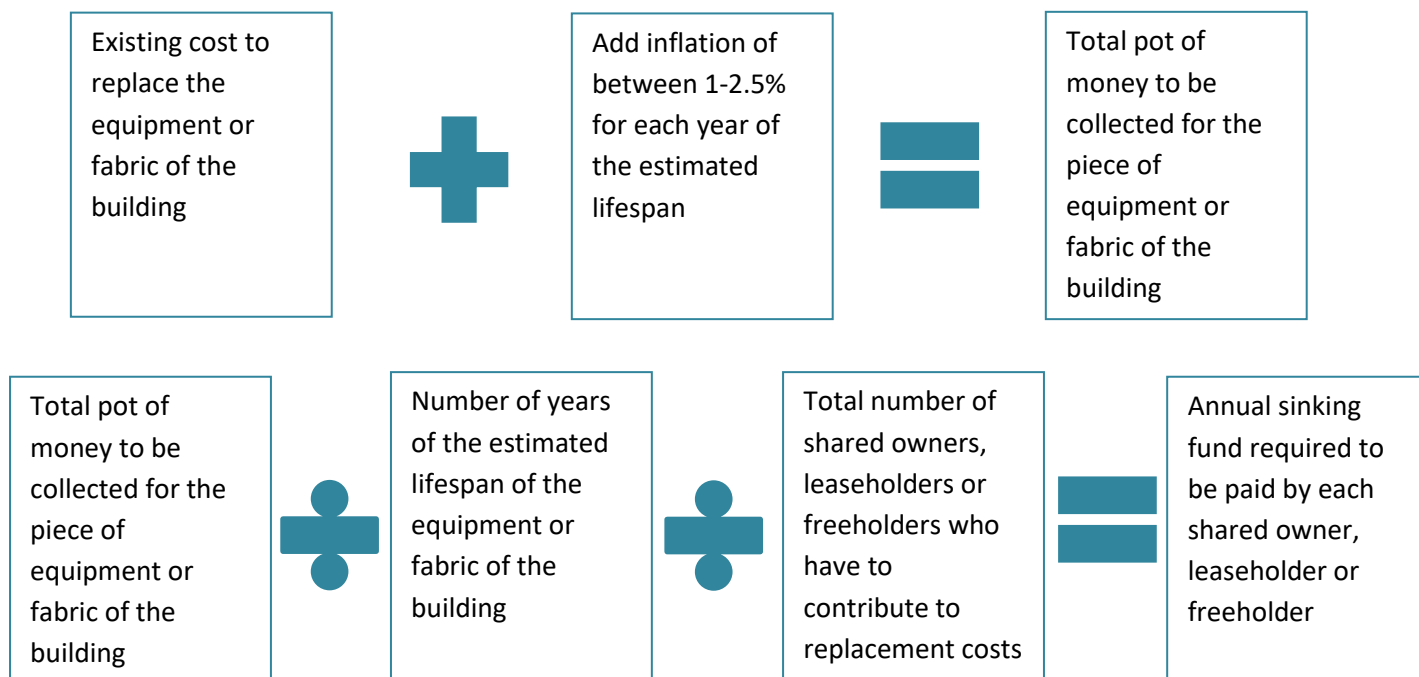 Existing cost to
replace the
equipment or
fabric of the
building
Add inflation of
between 1-2.5%
for each year of
the estimated
lifespan
Total pot of
money to be
collected for the
piece of
equipment or
fabric of the
building
Total pot of
money to be
collected for the
piece of
equipment or
fabric of the
building
Number of years
of the estimated
lifespan of the
equipment or
fabric of the
building
Total number of
shared owners,
leaseholders or
freeholders who
have to
contribute to
replacement costs
Annual sinking
fund required to
be paid by each
shared owner,
leaseholder or
freeholder